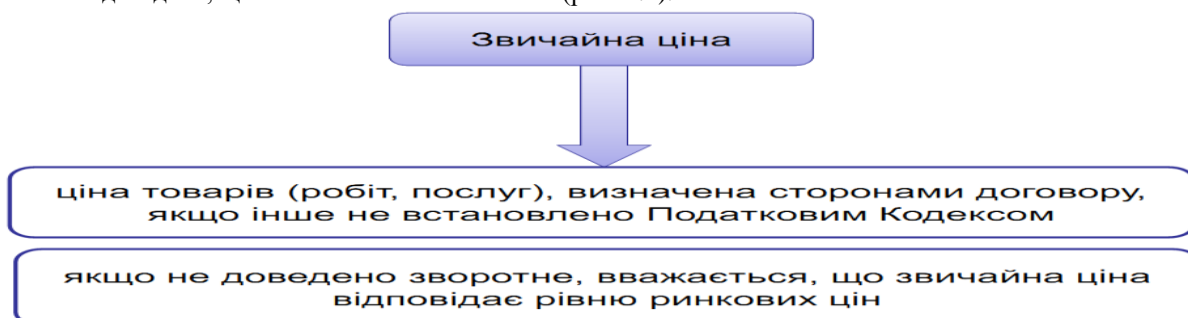 Звичайна ціна
ціна товарів (робіт, послуг), визначена сторонами договору,
якщо інше не встановлено Податковим Кодексом
якщо не доведено зворотне, вважається, що звичайна ціна
відповідає рівню ринкових цін